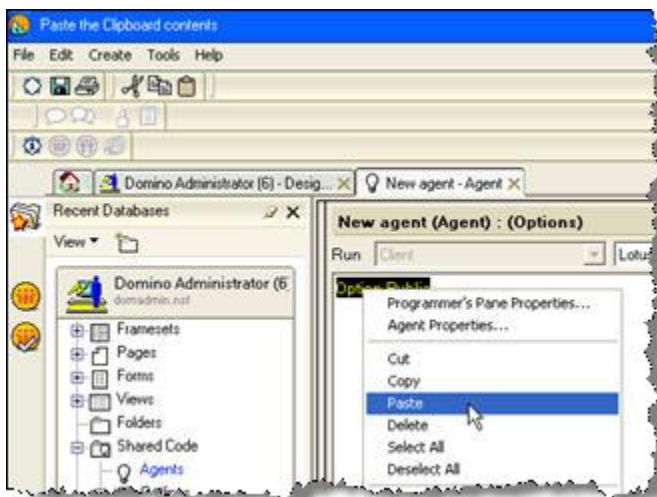 Paste the Clipboard contents
File Edit Create Tools Help
Domino Administrator (6) - Desig...
New agent - Agent
Recent Databases
New agent (Agent) : (Options)
View
Run Client Lotus
Domino Administrator (6
domadmin.nsf
Option Public
Programmer's Pane Properties...
Agent Properties...
Framesets
Pages
Cut
Forms
Copy
Views
Paste
Folders
Delete
Shared Code
Select All
Agents
Deselect All